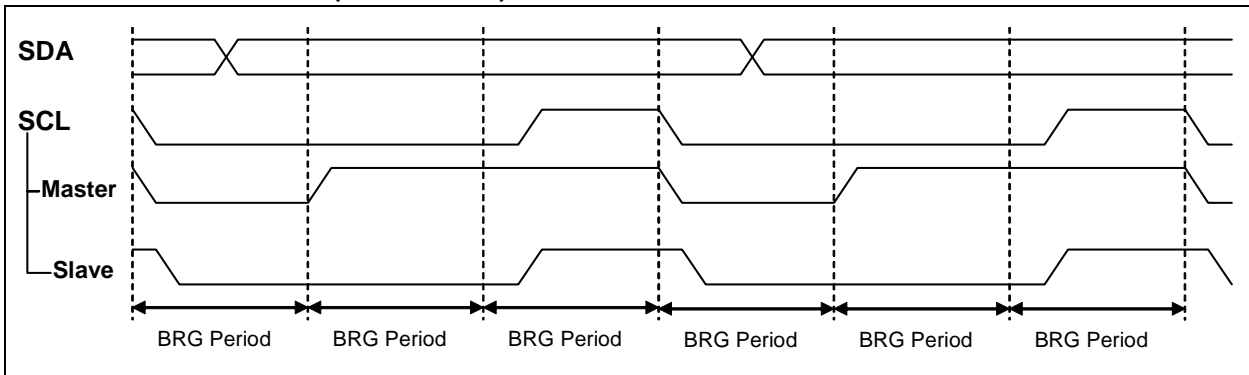 SDA
SCL
Master
Slave
BRG Period BRG Period BRG Period BRG Period BRG Period BRG Period